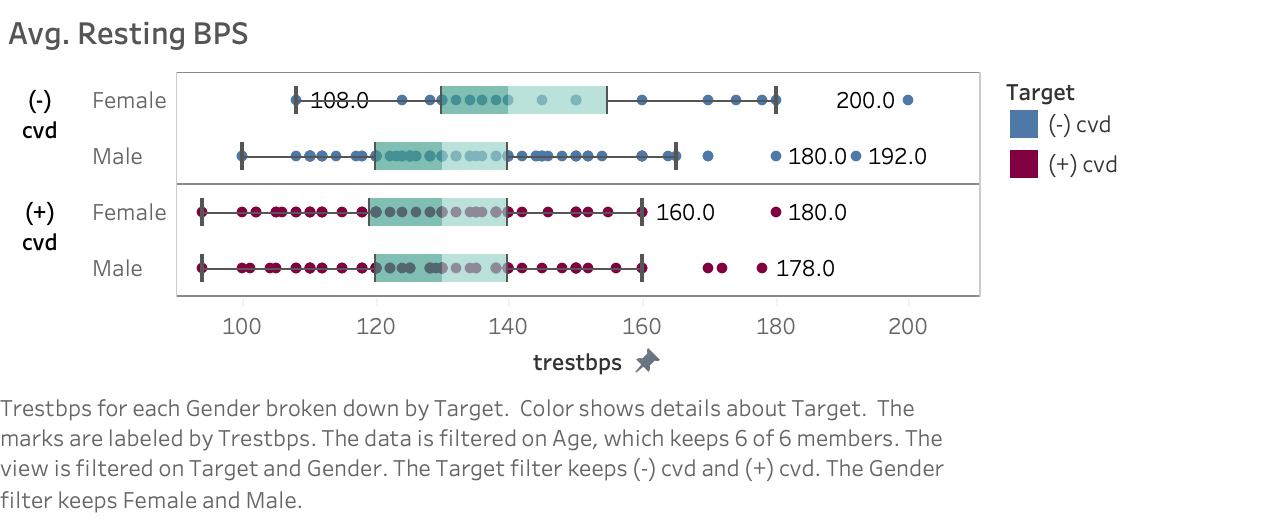 Avg. Resting BPS
(-)
cvd
Female 108.0 200.0
Male 180.0 192.0
(+)
cvd
Female 160.0 180.0
Male 178.0
100 120 140 160 180 200
trestbps
Target
(-) cvd
(+) cvd
Trestbps for each Gender broken down by Target.  Color shows details about Target.  The
marks are labeled by Trestbps. The data is filtered on Age, which keeps 6 of 6 members. The
view is filtered on Target and Gender. The Target filter keeps (-) cvd and (+) cvd. The Gender
filter keeps Female and Male.